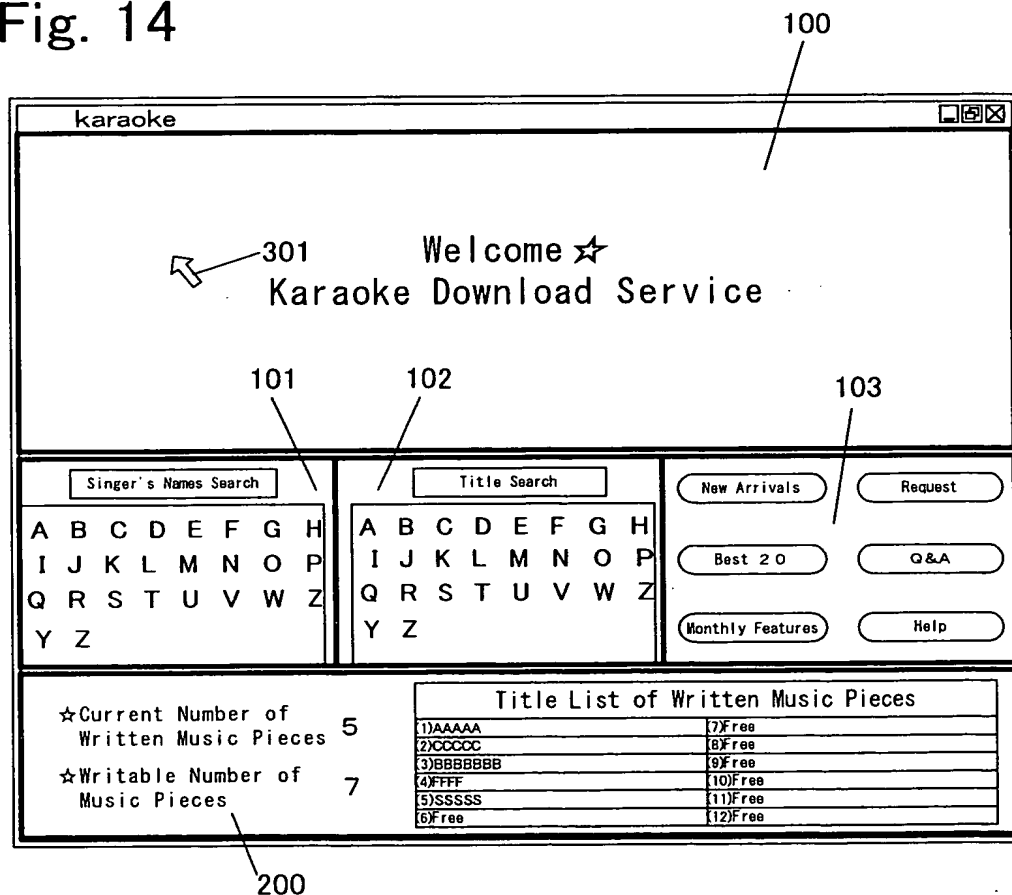 Fig. 14
100
karaoke
301
Welcome ☆
Karaoke Download Service
101
102
103
Singer's Names Search
A B C D E F G H
I J K L M N O P
Q R S T U V W Z
Y Z
Title Search
A B C D E F G H
I J K L M N O P
Q R S T U V W Z
Y Z
New Arrivals
Request
Best 20
Q&A
Monthly Features
Help
☆Current Number of
Written Music Pieces 5
☆Writable Number of
Music Pieces 7
Title List of Written Music Pieces
(1)AAAAA (7)Free
(2)CCCCC (8)Free
(3)BBBBBBB (9)Free
(4)FFFF (10)Free
(5)SSSSS (11)Free
(6)Free (12)Free
200